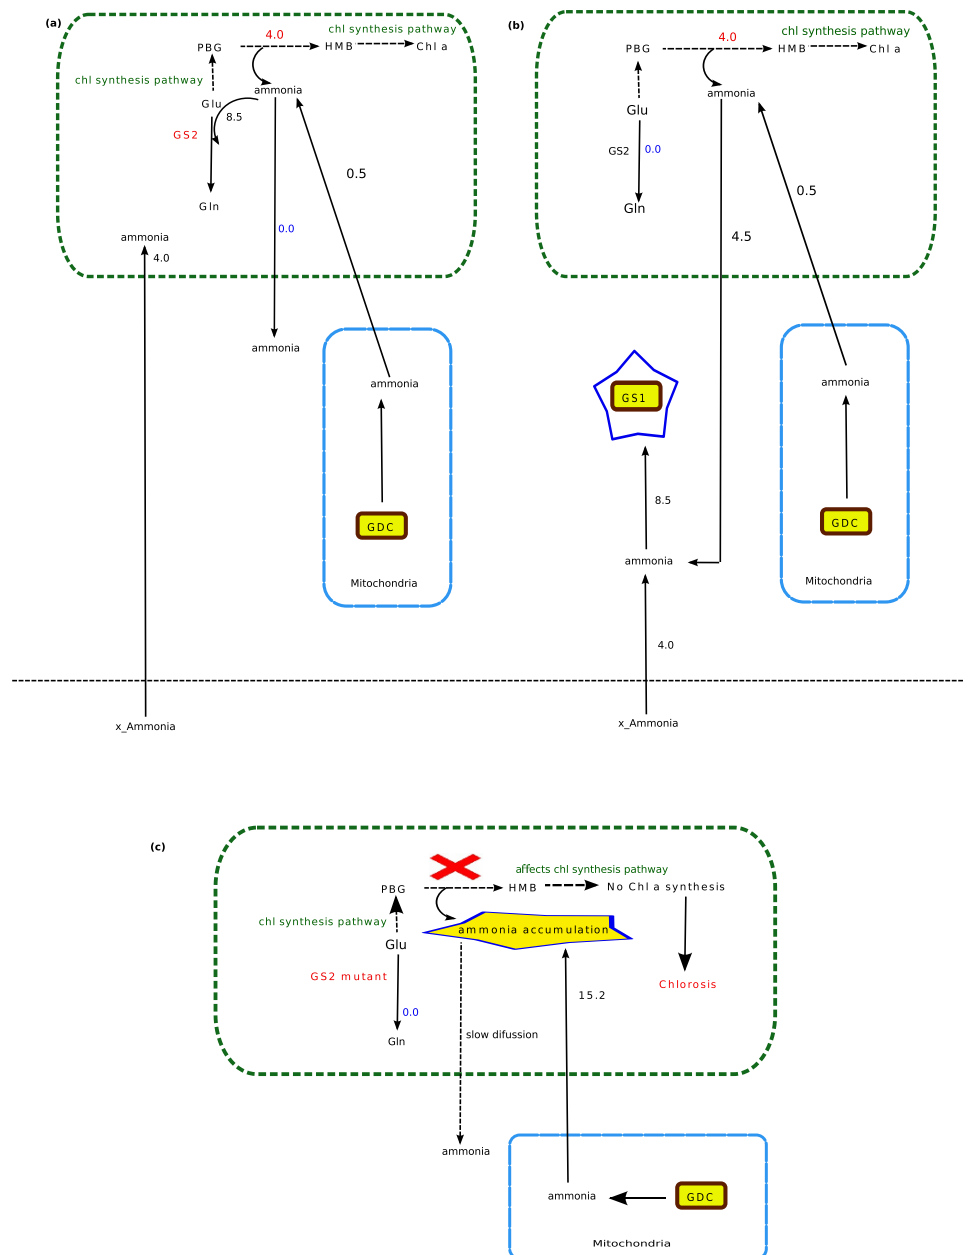 (a)
chl synthesis pathway
4.0
PBG
HMB
Chl a
chl synthesis pathway
ammonia
Glu
8.5
GS2
0.5
Gln
0.0
ammonia
4.0
ammonia
ammonia
GDC
Mitochondria
x_Ammonia
(b)
chl synthesis pathway
4.0
PBG
HMB
Chl a
ammonia
Glu
GS2
0.0
0.5
Gln
4.5
ammonia
GS1
8.5
GDC
ammonia
Mitochondria
4.0
x_Ammonia
(c)
affects chl synthesis pathway
PBG
HMB
No Chl a synthesis
chl synthesis pathway
ammonia accumulation
Glu
GS2 mutant
Chlorosis
15.2
0.0
slow difussion
Gln
ammonia
ammonia
GDC
Mitochondria